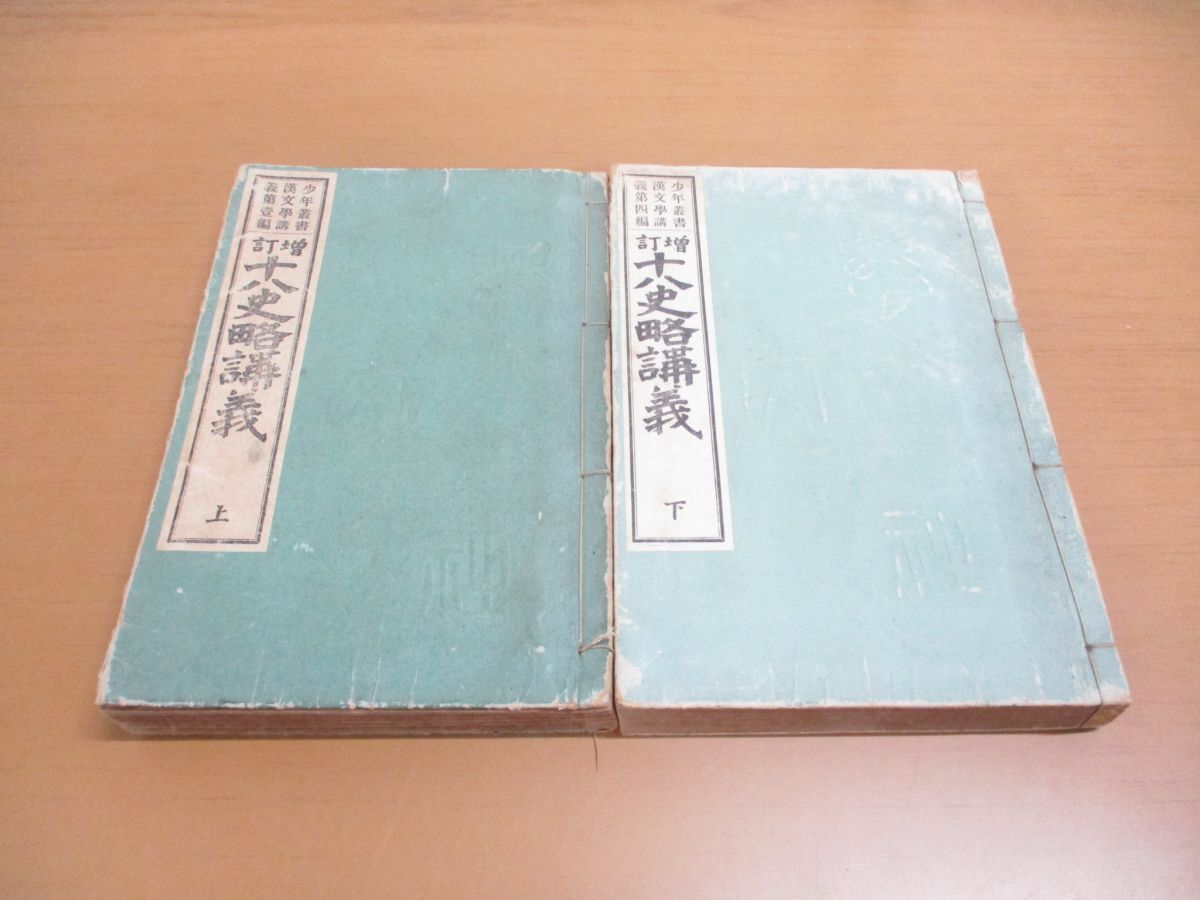 少年叢書
漢文學講
義第壹編
增訂
十八史略講義
上
少年叢書
漢文學講
義第四編
增訂
十八史略講義
下